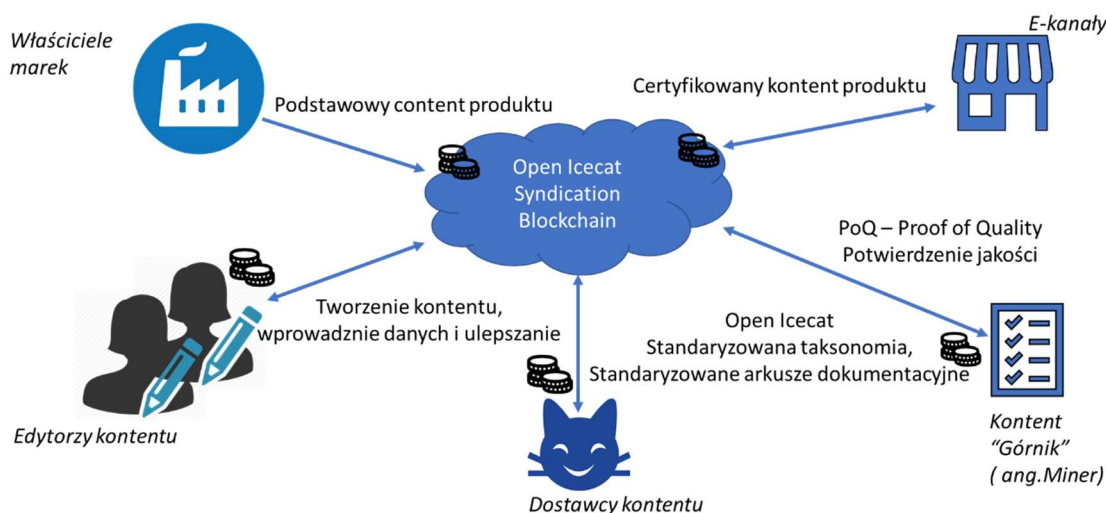 Właściciele
marek
E-kanały
Podstawowy content produktu
Certyfikowany kontent produktu
Open Icecat
Syndication
Blockchain
PoQ – Proof of Quality
Potwierdzenie jakości
Tworzenie kontentu,
wprowadznie danych i ulepszanie
Open Icecat
Standaryzowana taksonomia,
Standaryzowane arkusze dokumentacyjne
Edytorzy kontentu
Kontent
“Górnik”
( ang.Miner)
Dostawcy kontentu